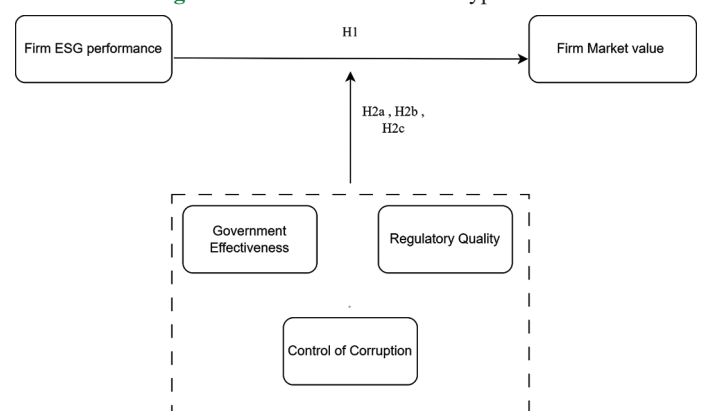 H1
Firm ESG performance
Firm Market value
H2a , H2b ,
H2c
Government
Effectiveness
Regulatory Quality
Control of Corruption